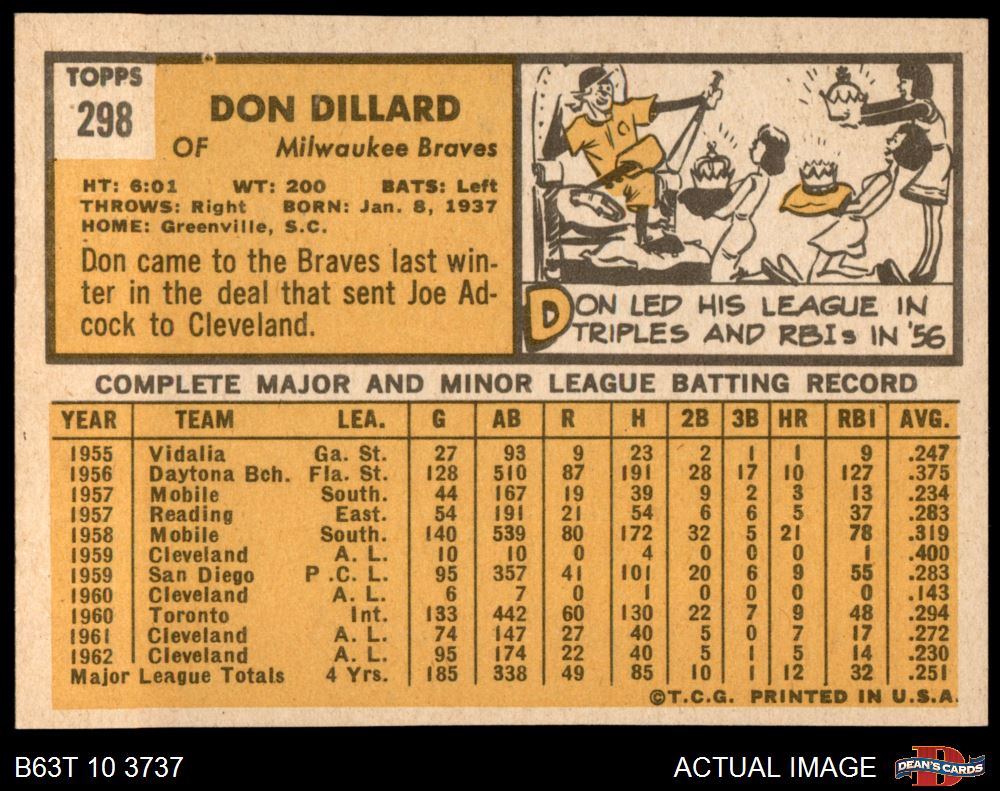 TOPPS
298
DON DILLARD
OF Milwaukee Braves
HT: 6:01 WT: 200 BATS: Left
THROWS: Right BORN: Jan. 8, 1937
HOME: Greenville, S.C.
Don came to the Braves last win-
ter in the deal that sent Joe Ad-
cock to Cleveland.
DON LED HIS LEAGUE IN
TRIPLES AND RBIs IN '56
COMPLETE MAJOR AND MINOR LEAGUE BATTING RECORD
YEAR TEAM LEA. G AB R H 2B 3B HR RBI AVG.
1955 Vidalia Ga. St. 27 93 9 23 2 1 1 9 .247
1956 Daytona Bch. Fla. St. 128 510 87 191 28 17 10 127 .375
1957 Mobile South. 44 167 19 39 9 2 3 13 .234
1957 Reading East. 54 191 21 54 6 6 5 37 .283
1958 Mobile South. 140 539 80 172 32 5 21 78 .319
1959 Cleveland A. L. 10 10 0 4 0 0 0 1 .400
1959 San Diego P .C. L. 95 357 41 101 20 6 9 55 .283
1960 Cleveland A. L. 6 7 0 1 0 0 0 0 .143
1960 Toronto Int. 133 442 60 130 22 7 9 48 .294
1961 Cleveland A. L. 74 147 27 40 5 0 7 17 .272
1962 Cleveland A. L. 95 174 22 40 5 1 5 14 .230
Major League Totals 4 Yrs. 185 338 49 85 10 1 12 32 .251
©T.C.G. PRINTED IN U.S.A.
B63T 10 3737 ACTUAL IMAGE DEAN'S CARDS